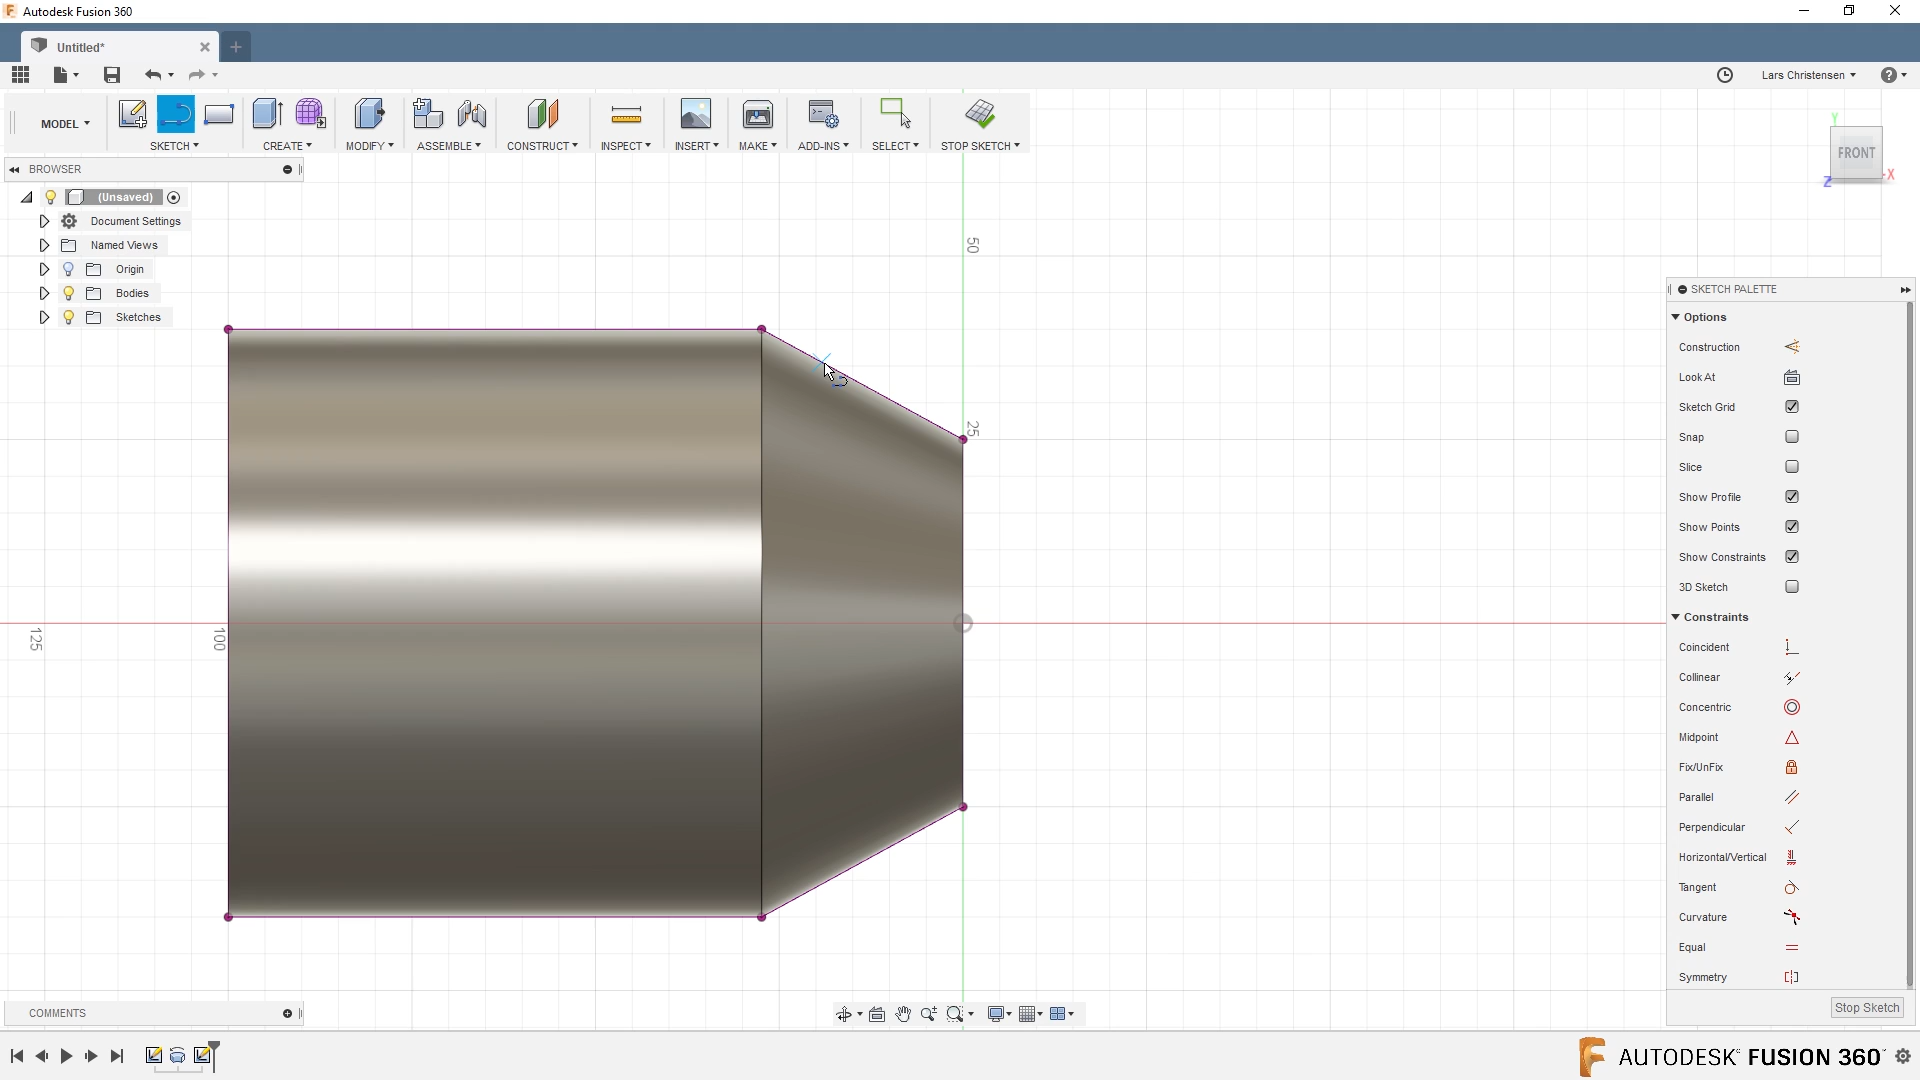 Autodesk Fusion 360
Untitled*
Lars Christensen
MODEL
SKETCH
CREATE
MODIFY
ASSEMBLE
CONSTRUCT
INSPECT
INSERT
MAKE
ADD-INS
SELECT
STOP SKETCH
BROWSER
(Unsaved)
Document Settings
Named Views
Origin
Bodies
Sketches
Y
FRONT
Z
-X
50
25
125
100
SKETCH PALETTE
Options
Construction
Look At
Sketch Grid
Snap
Slice
Show Profile
Show Points
Show Constraints
3D Sketch
Constraints
Coincident
Collinear
Concentric
Midpoint
Fix/UnFix
Parallel
Perpendicular
Horizontal/Vertical
Tangent
Curvature
Equal
Symmetry
Stop Sketch
COMMENTS
AUTODESK FUSION 360